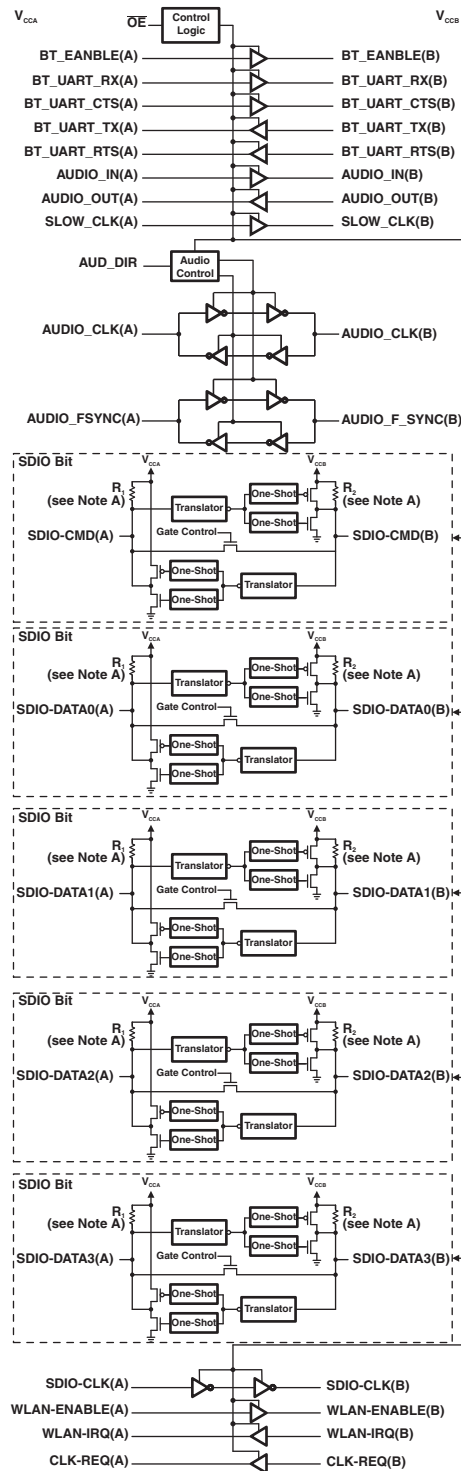 VCCA OE Control Logic VCCB
BT_EANBLE(A) BT_EANBLE(B)
BT_UART_RX(A) BT_UART_RX(B)
BT_UART_CTS(A) BT_UART_CTS(B)
BT_UART_TX(A) BT_UART_TX(B)
BT_UART_RTS(A) BT_UART_RTS(B)
AUDIO_IN(A) AUDIO_IN(B)
AUDIO_OUT(A) AUDIO_OUT(B)
SLOW_CLK(A) SLOW_CLK(B)
AUD_DIR Audio Control
AUDIO_CLK(A) AUDIO_CLK(B)
AUDIO_FSYNC(A) AUDIO_F_SYNC(B)
SDIO Bit
VCCA VCCB
R1 One-Shot R2
(see Note A) Translator (see Note A)
One-Shot
SDIO-CMD(A) Gate Control SDIO-CMD(B)
One-Shot
One-Shot Translator
SDIO Bit
VCCA VCCB
R1 One-Shot R2
(see Note A) Translator (see Note A)
One-Shot
SDIO-DATA0(A) Gate Control SDIO-DATA0(B)
One-Shot
One-Shot Translator
SDIO Bit
VCCA VCCB
R1 One-Shot R2
(see Note A) Translator (see Note A)
One-Shot
SDIO-DATA1(A) Gate Control SDIO-DATA1(B)
One-Shot
One-Shot Translator
SDIO Bit
VCCA VCCB
R1 One-Shot R2
(see Note A) Translator (see Note A)
One-Shot
SDIO-DATA2(A) Gate Control SDIO-DATA2(B)
One-Shot
One-Shot Translator
SDIO Bit
VCCA VCCB
R1 One-Shot R2
(see Note A) Translator (see Note A)
One-Shot
SDIO-DATA3(A) Gate Control SDIO-DATA3(B)
One-Shot
One-Shot Translator
SDIO-CLK(A) SDIO-CLK(B)
WLAN-ENABLE(A) WLAN-ENABLE(B)
WLAN-IRQ(A) WLAN-IRQ(B)
CLK-REQ(A) CLK-REQ(B)